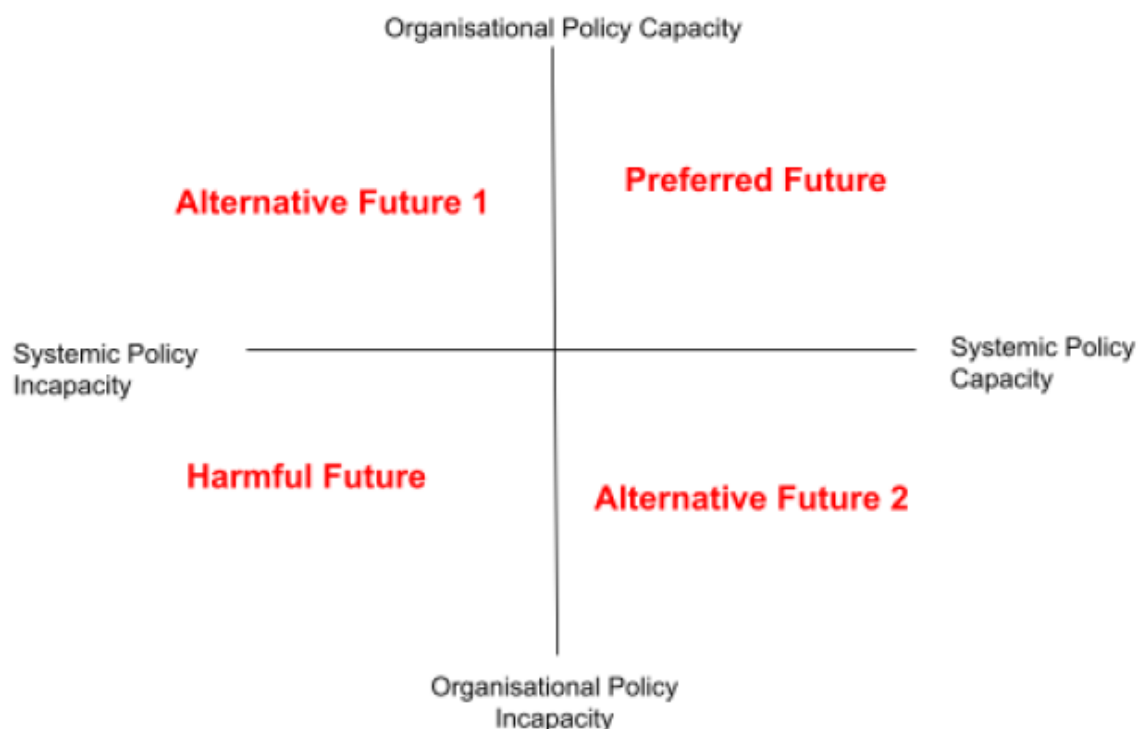 Organisational Policy Capacity
Preferred Future
Alternative Future 1
Systemic Policy
Incapacity
Systemic Policy
Capacity
Harmful Future
Alternative Future 2
Organisational Policy
Incapacity